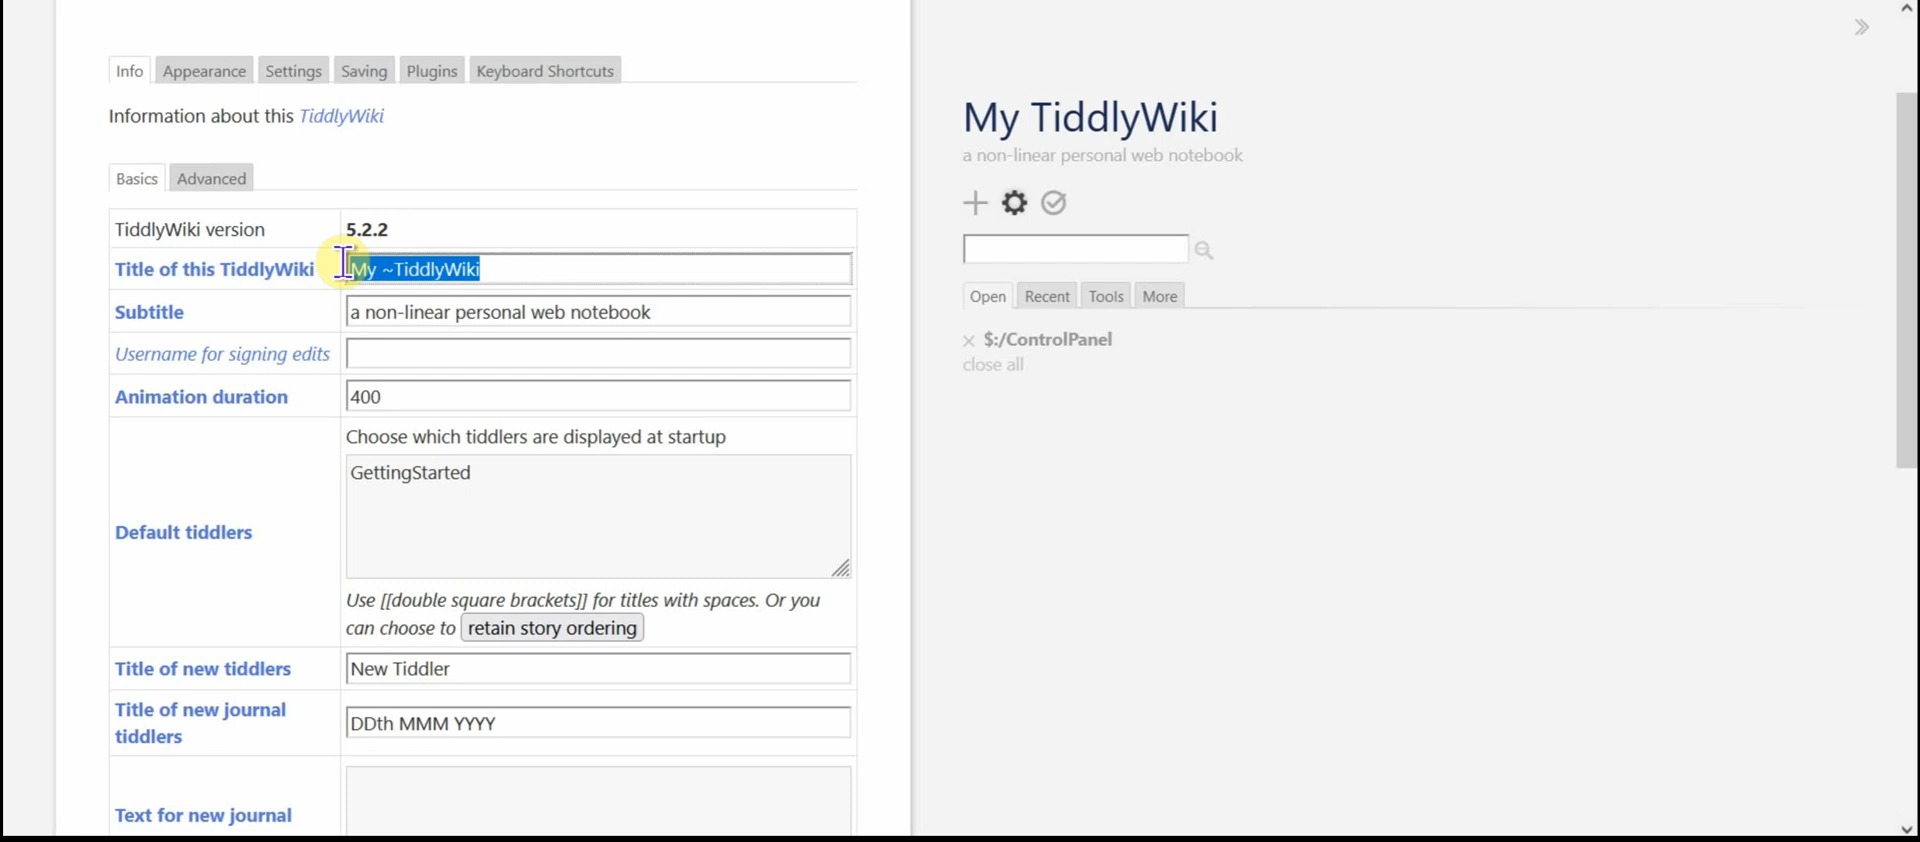 Info Appearance Settings Saving Plugins Keyboard Shortcuts
Information about this TiddlyWiki
Basics Advanced
TiddlyWiki version 5.2.2
Title of this TiddlyWiki My ~TiddlyWiki
Subtitle a non-linear personal web notebook
Username for signing edits
Animation duration 400
Choose which tiddlers are displayed at startup
GettingStarted
Default tiddlers
Use [[double square brackets]] for titles with spaces. Or you
can choose to retain story ordering
Title of new tiddlers New Tiddler
Title of new journal
tiddlers
DDth MMM YYYY
Text for new journal
My TiddlyWiki
a non-linear personal web notebook
Open Recent Tools More
× $:/ControlPanel
close all